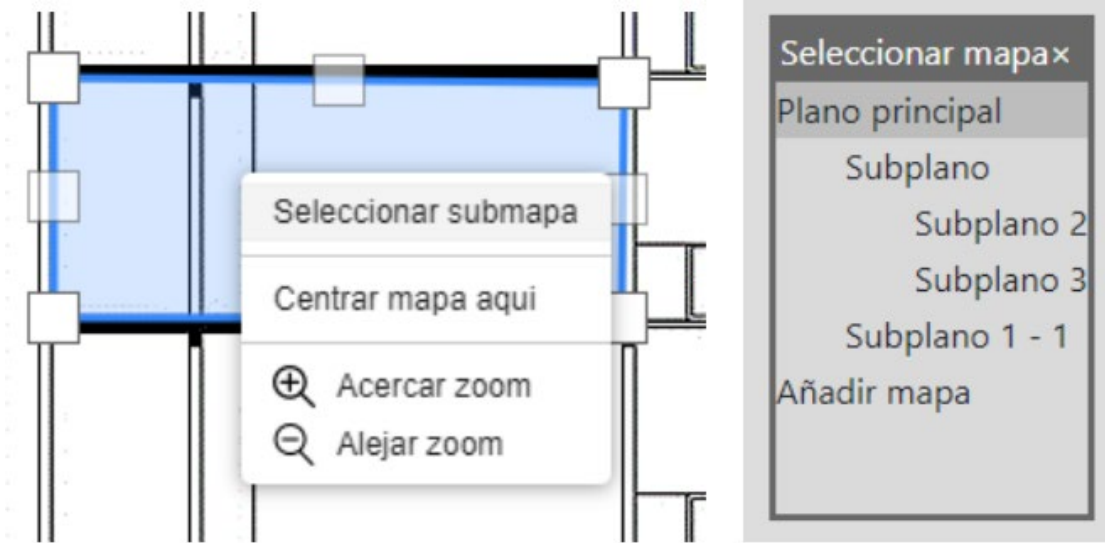 Seleccionar submapa
Centrar mapa aqui
Acercar zoom
Alejar zoom
Seleccionar mapa×
Plano principal
Subplano
Subplano 2
Subplano 3
Subplano 1 - 1
Añadir mapa